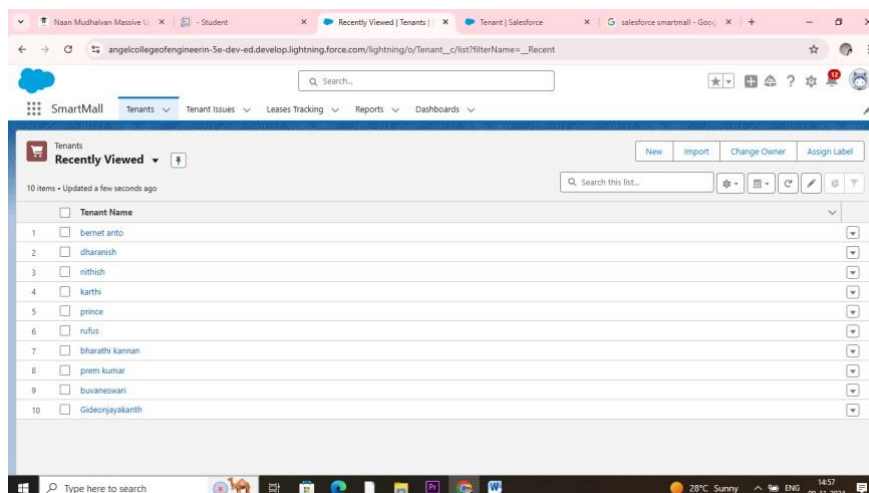 Naan Mudhalvan Massive - Student Recently Viewed | Tenants | Tenant | Salesforce salesforce smartmall - Goog
angelcollegeofengineerin-5e-dev-ed.develop.lightning.force.com/lightning/o/Tenant__c/list?filterName=__Recent
Search...
12
SmartMall Tenants Tenant Issues Leases Tracking Reports Dashboards
Tenants
Recently Viewed
New Import Change Owner Assign Label
10 items • Updated a few seconds ago
Search this list...
Tenant Name
1 bernet anto
2 dharanish
3 nithish
4 karthi
5 prince
6 rufus
7 bharathi kannan
8 prem kumar
9 buvaneswari
10 Gideonjayakanth
Type here to search
Pr
W
28°C Sunny ENG 14:57